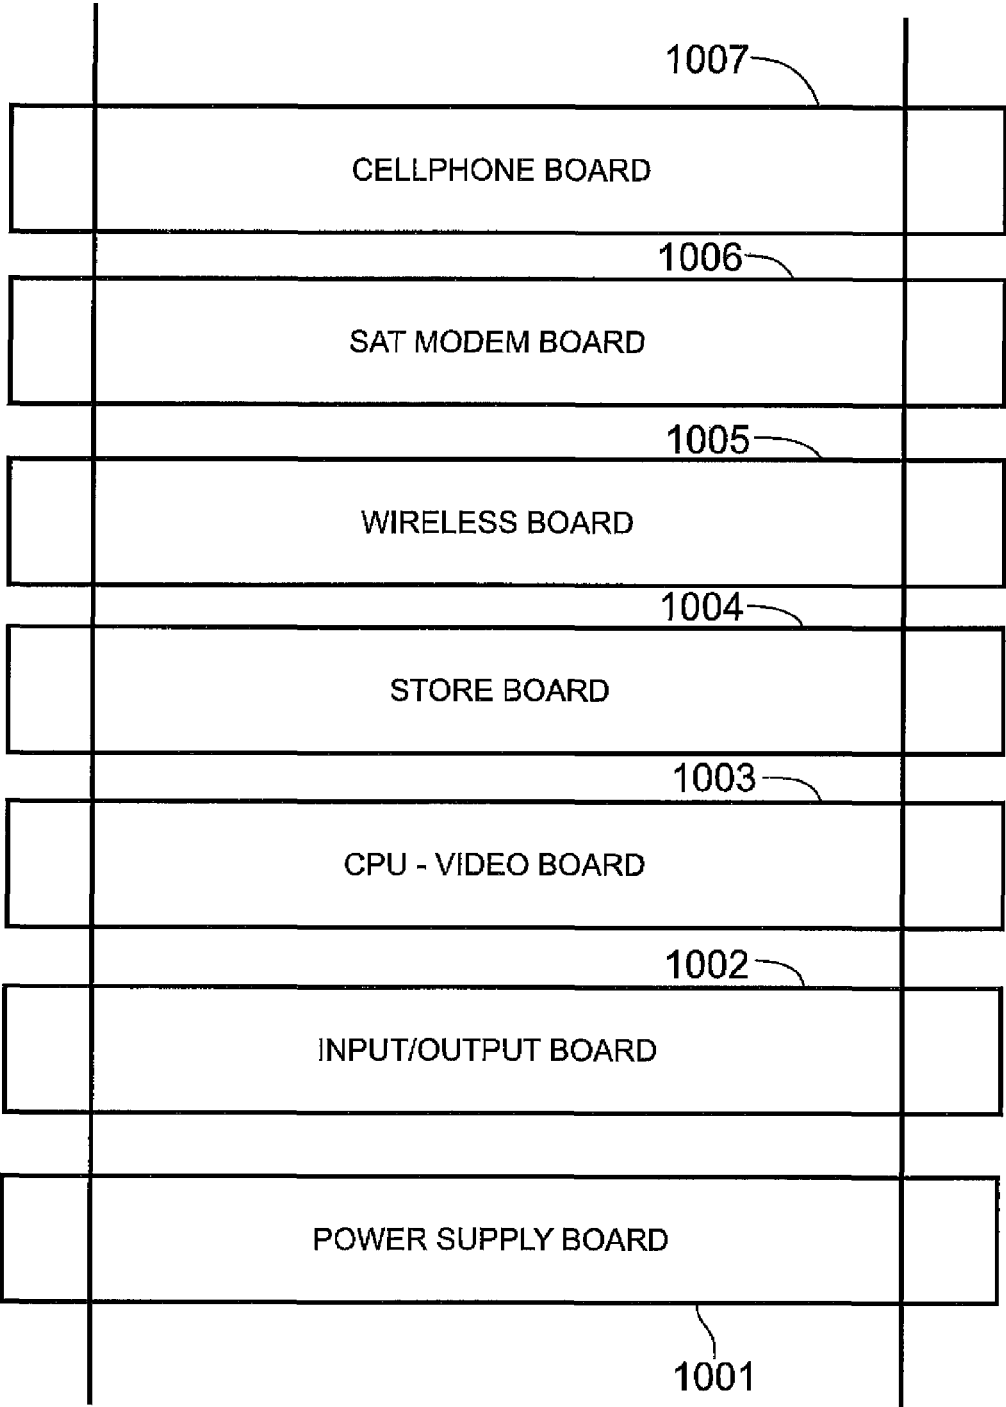 1007
CELLPHONE BOARD
1006
SAT MODEM BOARD
1005
WIRELESS BOARD
1004
STORE BOARD
1003
CPU - VIDEO BOARD
1002
INPUT/OUTPUT BOARD
POWER SUPPLY BOARD
1001